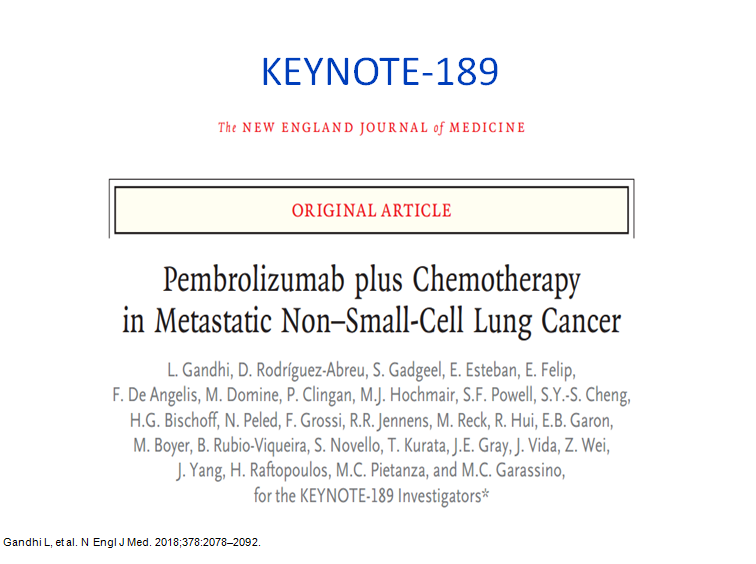 KEYNOTE-189
The NEW ENGLAND JOURNAL of MEDICINE
ORIGINAL ARTICLE
Pembrolizumab plus Chemotherapy
in Metastatic Non–Small-Cell Lung Cancer
L. Gandhi, D. Rodríguez-Abreu, S. Gadgeel, E. Esteban, E. Felip,
F. De Angelis, M. Domine, P. Clingan, M.J. Hochmair, S.F. Powell, S.Y.-S. Cheng,
H.G. Bischoff, N. Peled, F. Grossi, R.R. Jennens, M. Reck, R. Hui, E.B. Garon,
M. Boyer, B. Rubio-Viqueira, S. Novello, T. Kurata, J.E. Gray, J. Vida, Z. Wei,
J. Yang, H. Raftopoulos, M.C. Pietanza, and M.C. Garassino,
for the KEYNOTE-189 Investigators*
Gandhi L, et al. N Engl J Med. 2018;378:2078–2092.